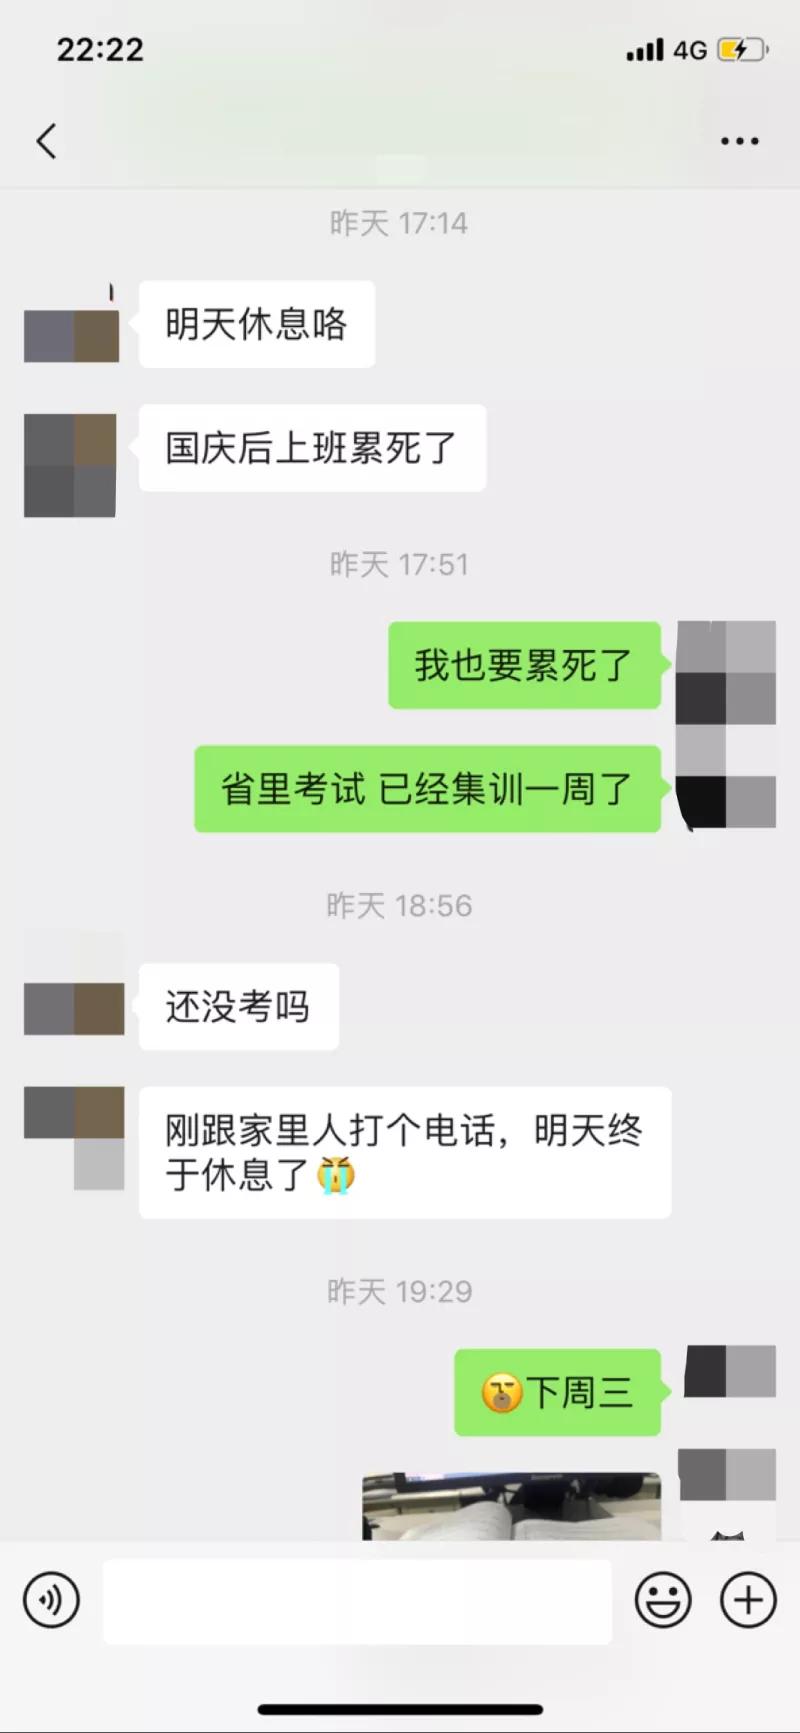 22:22
4G
昨天 17:14
明天休息咯
国庆后上班累死了
昨天 17:51
我也要累死了
省里考试 已经集训一周了
昨天 18:56
还没考吗
刚跟家里人打个电话，明天终
于休息了😭
昨天 19:29
下周三